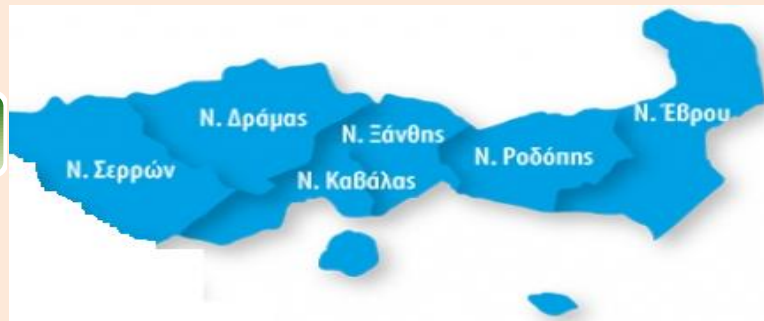 Ν. Έβρου
Ν. Δράμας
Ν. Ξάνθης
Ν. Ροδόπης
Ν. Σερρών
Ν. Καβάλας